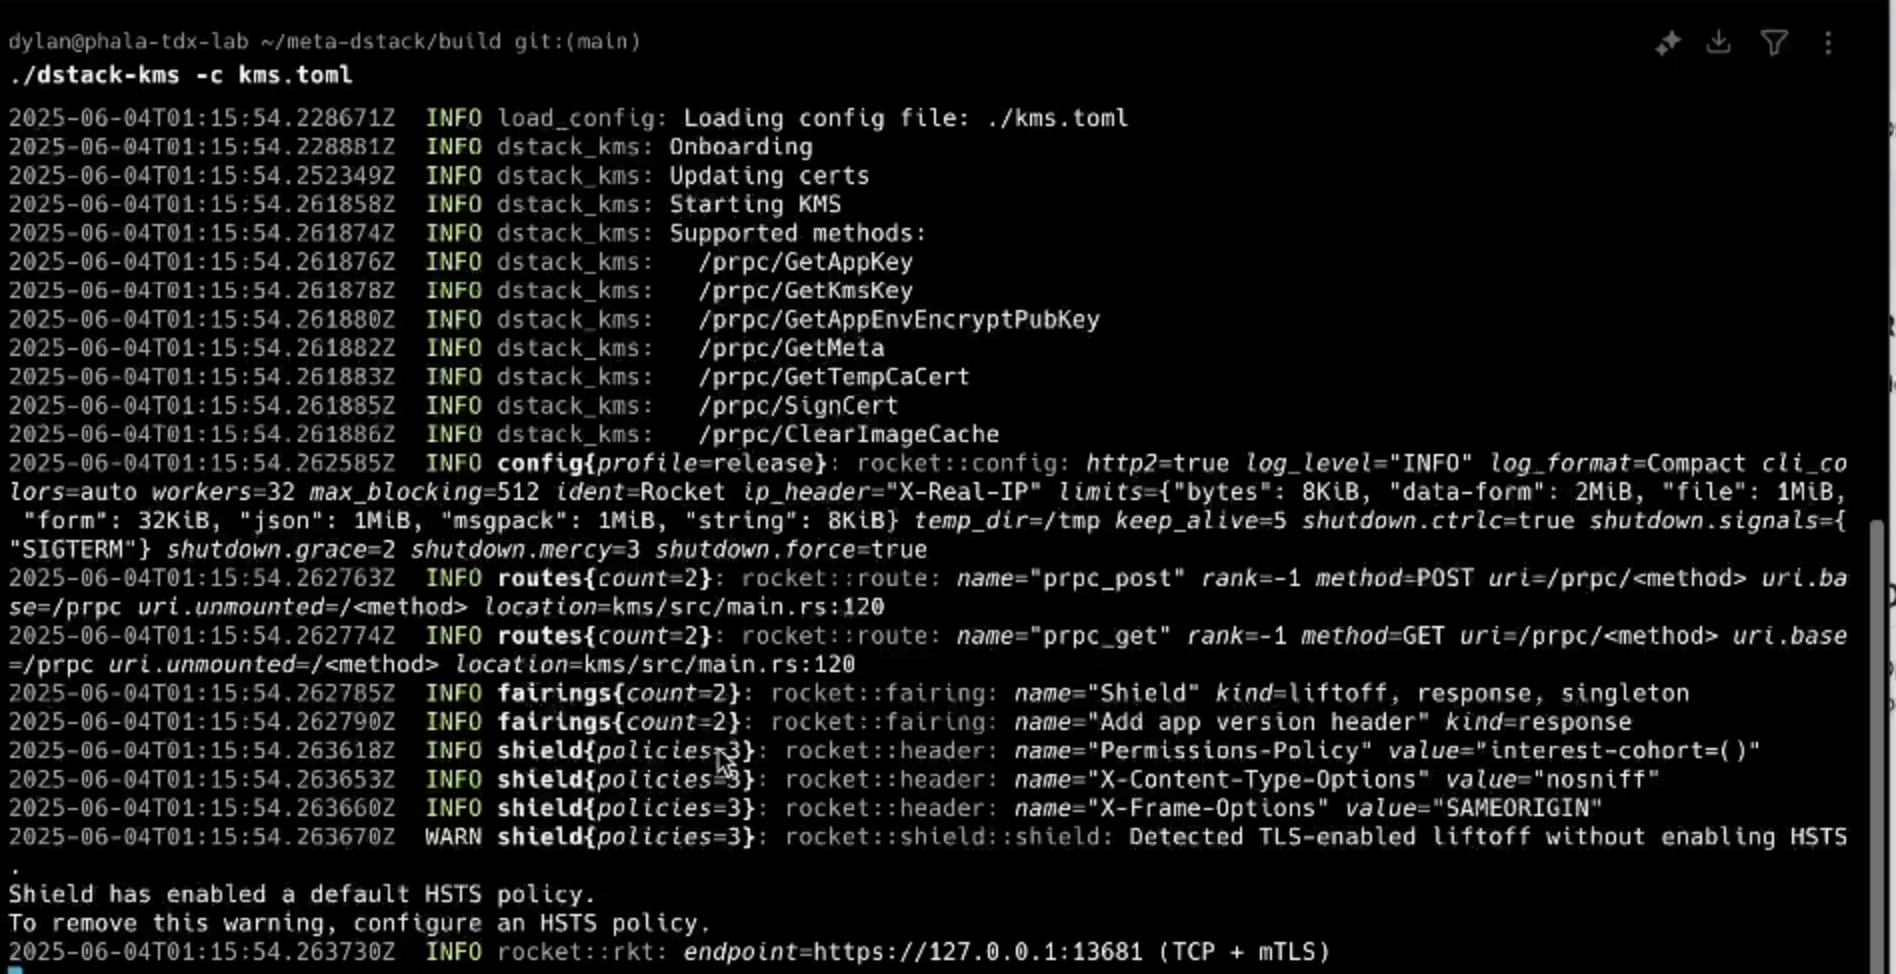 dylan@phala-tdx-lab ~/meta-dstack/build git:(main)
./dstack-kms -c kms.toml
2025-06-04T01:15:54.228671Z  INFO load_config: Loading config file: ./kms.toml
2025-06-04T01:15:54.228881Z  INFO dstack_kms: Onboarding
2025-06-04T01:15:54.252349Z  INFO dstack_kms: Updating certs
2025-06-04T01:15:54.261858Z  INFO dstack_kms: Starting KMS
2025-06-04T01:15:54.261874Z  INFO dstack_kms: Supported methods:
2025-06-04T01:15:54.261876Z  INFO dstack_kms:   /prpc/GetAppKey
2025-06-04T01:15:54.261878Z  INFO dstack_kms:   /prpc/GetKmsKey
2025-06-04T01:15:54.261880Z  INFO dstack_kms:   /prpc/GetAppEnvEncryptPubKey
2025-06-04T01:15:54.261882Z  INFO dstack_kms:   /prpc/GetMeta
2025-06-04T01:15:54.261883Z  INFO dstack_kms:   /prpc/GetTempCaCert
2025-06-04T01:15:54.261885Z  INFO dstack_kms:   /prpc/SignCert
2025-06-04T01:15:54.261886Z  INFO dstack_kms:   /prpc/ClearImageCache
2025-06-04T01:15:54.262585Z  INFO config{profile=release}: rocket::config: http2=true log_level="INFO" log_format=Compact cli_co
lors=auto workers=32 max_blocking=512 ident=Rocket ip_header="X-Real-IP" limits={"bytes": 8KiB, "data-form": 2MiB, "file": 1MiB,
 "form": 32KiB, "json": 1MiB, "msgpack": 1MiB, "string": 8KiB} temp_dir=/tmp keep_alive=5 shutdown.ctrlc=true shutdown.signals={
"SIGTERM"} shutdown.grace=2 shutdown.mercy=3 shutdown.force=true
2025-06-04T01:15:54.262763Z  INFO routes{count=2}: rocket::route: name="prpc_post" rank=-1 method=POST uri=/prpc/<method> uri.ba
se=/prpc uri.unmounted=/<method> location=kms/src/main.rs:120
2025-06-04T01:15:54.262774Z  INFO routes{count=2}: rocket::route: name="prpc_get" rank=-1 method=GET uri=/prpc/<method> uri.base
=/prpc uri.unmounted=/<method> location=kms/src/main.rs:120
2025-06-04T01:15:54.262785Z  INFO fairings{count=2}: rocket::fairing: name="Shield" kind=liftoff, response, singleton
2025-06-04T01:15:54.262790Z  INFO fairings{count=2}: rocket::fairing: name="Add app version header" kind=response
2025-06-04T01:15:54.263618Z  INFO shield{policies=3}: rocket::header: name="Permissions-Policy" value="interest-cohort=()"
2025-06-04T01:15:54.263653Z  INFO shield{policies=3}: rocket::header: name="X-Content-Type-Options" value="nosniff"
2025-06-04T01:15:54.263660Z  INFO shield{policies=3}: rocket::header: name="X-Frame-Options" value="SAMEORIGIN"
2025-06-04T01:15:54.263670Z  WARN shield{policies=3}: rocket::shield::shield: Detected TLS-enabled liftoff without enabling HSTS
.
Shield has enabled a default HSTS policy.
To remove this warning, configure an HSTS policy.
2025-06-04T01:15:54.263730Z  INFO rocket::rkt: endpoint=https://127.0.0.1:13681 (TCP + mTLS)